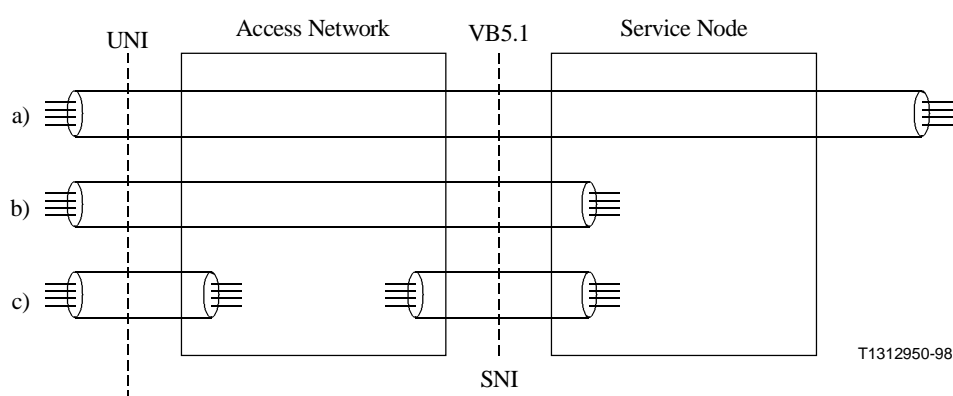 UNI
Access Network
VB5.1
Service Node
a)
b)
c)
SNI
T1312950-98